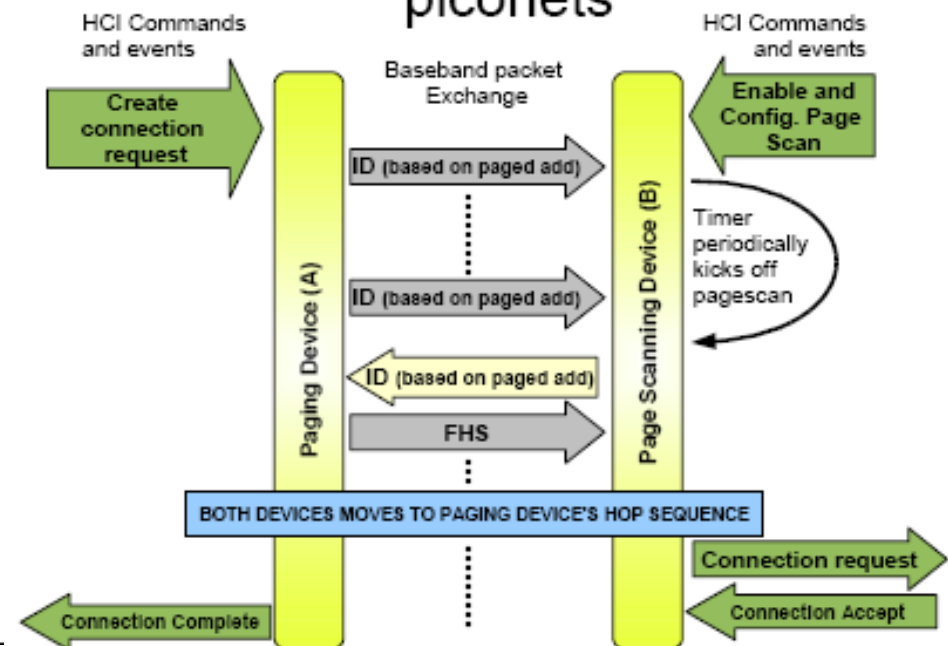 piconets
HCI Commands
and events
HCI Commands
and events
Baseband packet
Exchange
Create
connection
request
Enable and
Config. Page
Scan
ID (based on paged add)
Timer
periodically
kicks off
pagescan
Paging Device (A)
Page Scanning Device (B)
ID (based on paged add)
ID (based on paged add)
FHS
BOTH DEVICES MOVES TO PAGING DEVICE'S HOP SEQUENCE
Connection request
Connection Accept
Connection Complete